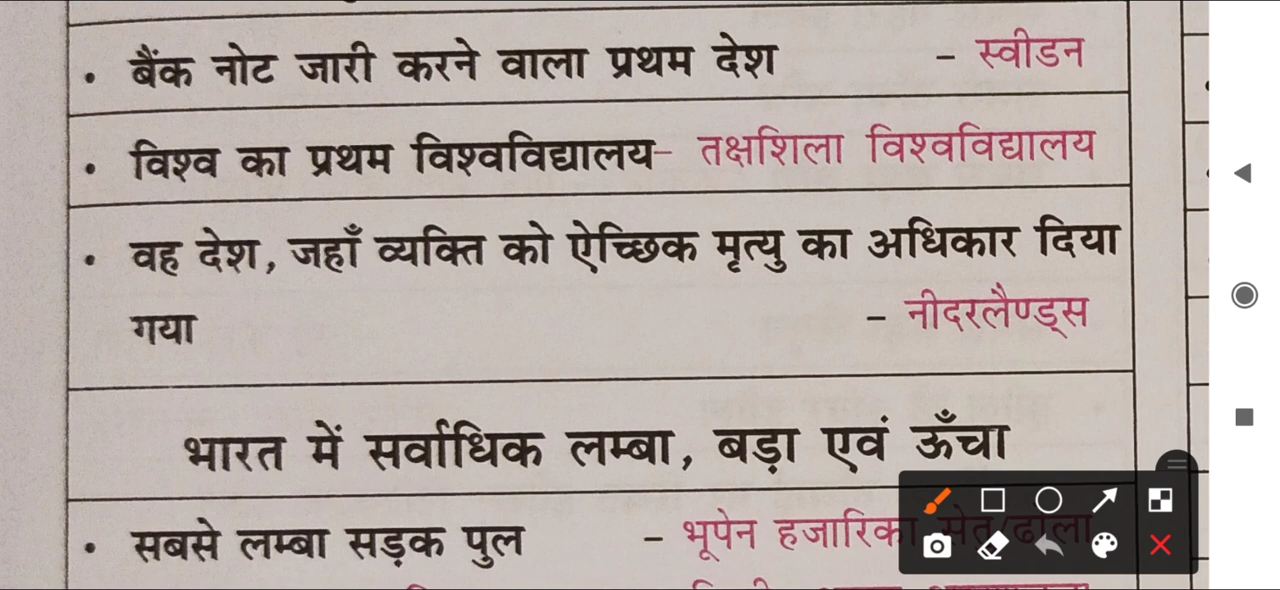 • बैंक नोट जारी करने वाला प्रथम देश - स्वीडन
• विश्व का प्रथम विश्वविद्यालय- तक्षशिला विश्वविद्यालय
• वह देश, जहाँ व्यक्ति को ऐच्छिक मृत्यु का अधिकार दिया
गया - नीदरलैण्ड्स
भारत में सर्वाधिक लम्बा, बड़ा एवं ऊँचा
• सबसे लम्बा सड़क पुल - भूपेन हजारिका सेतु/ढोला